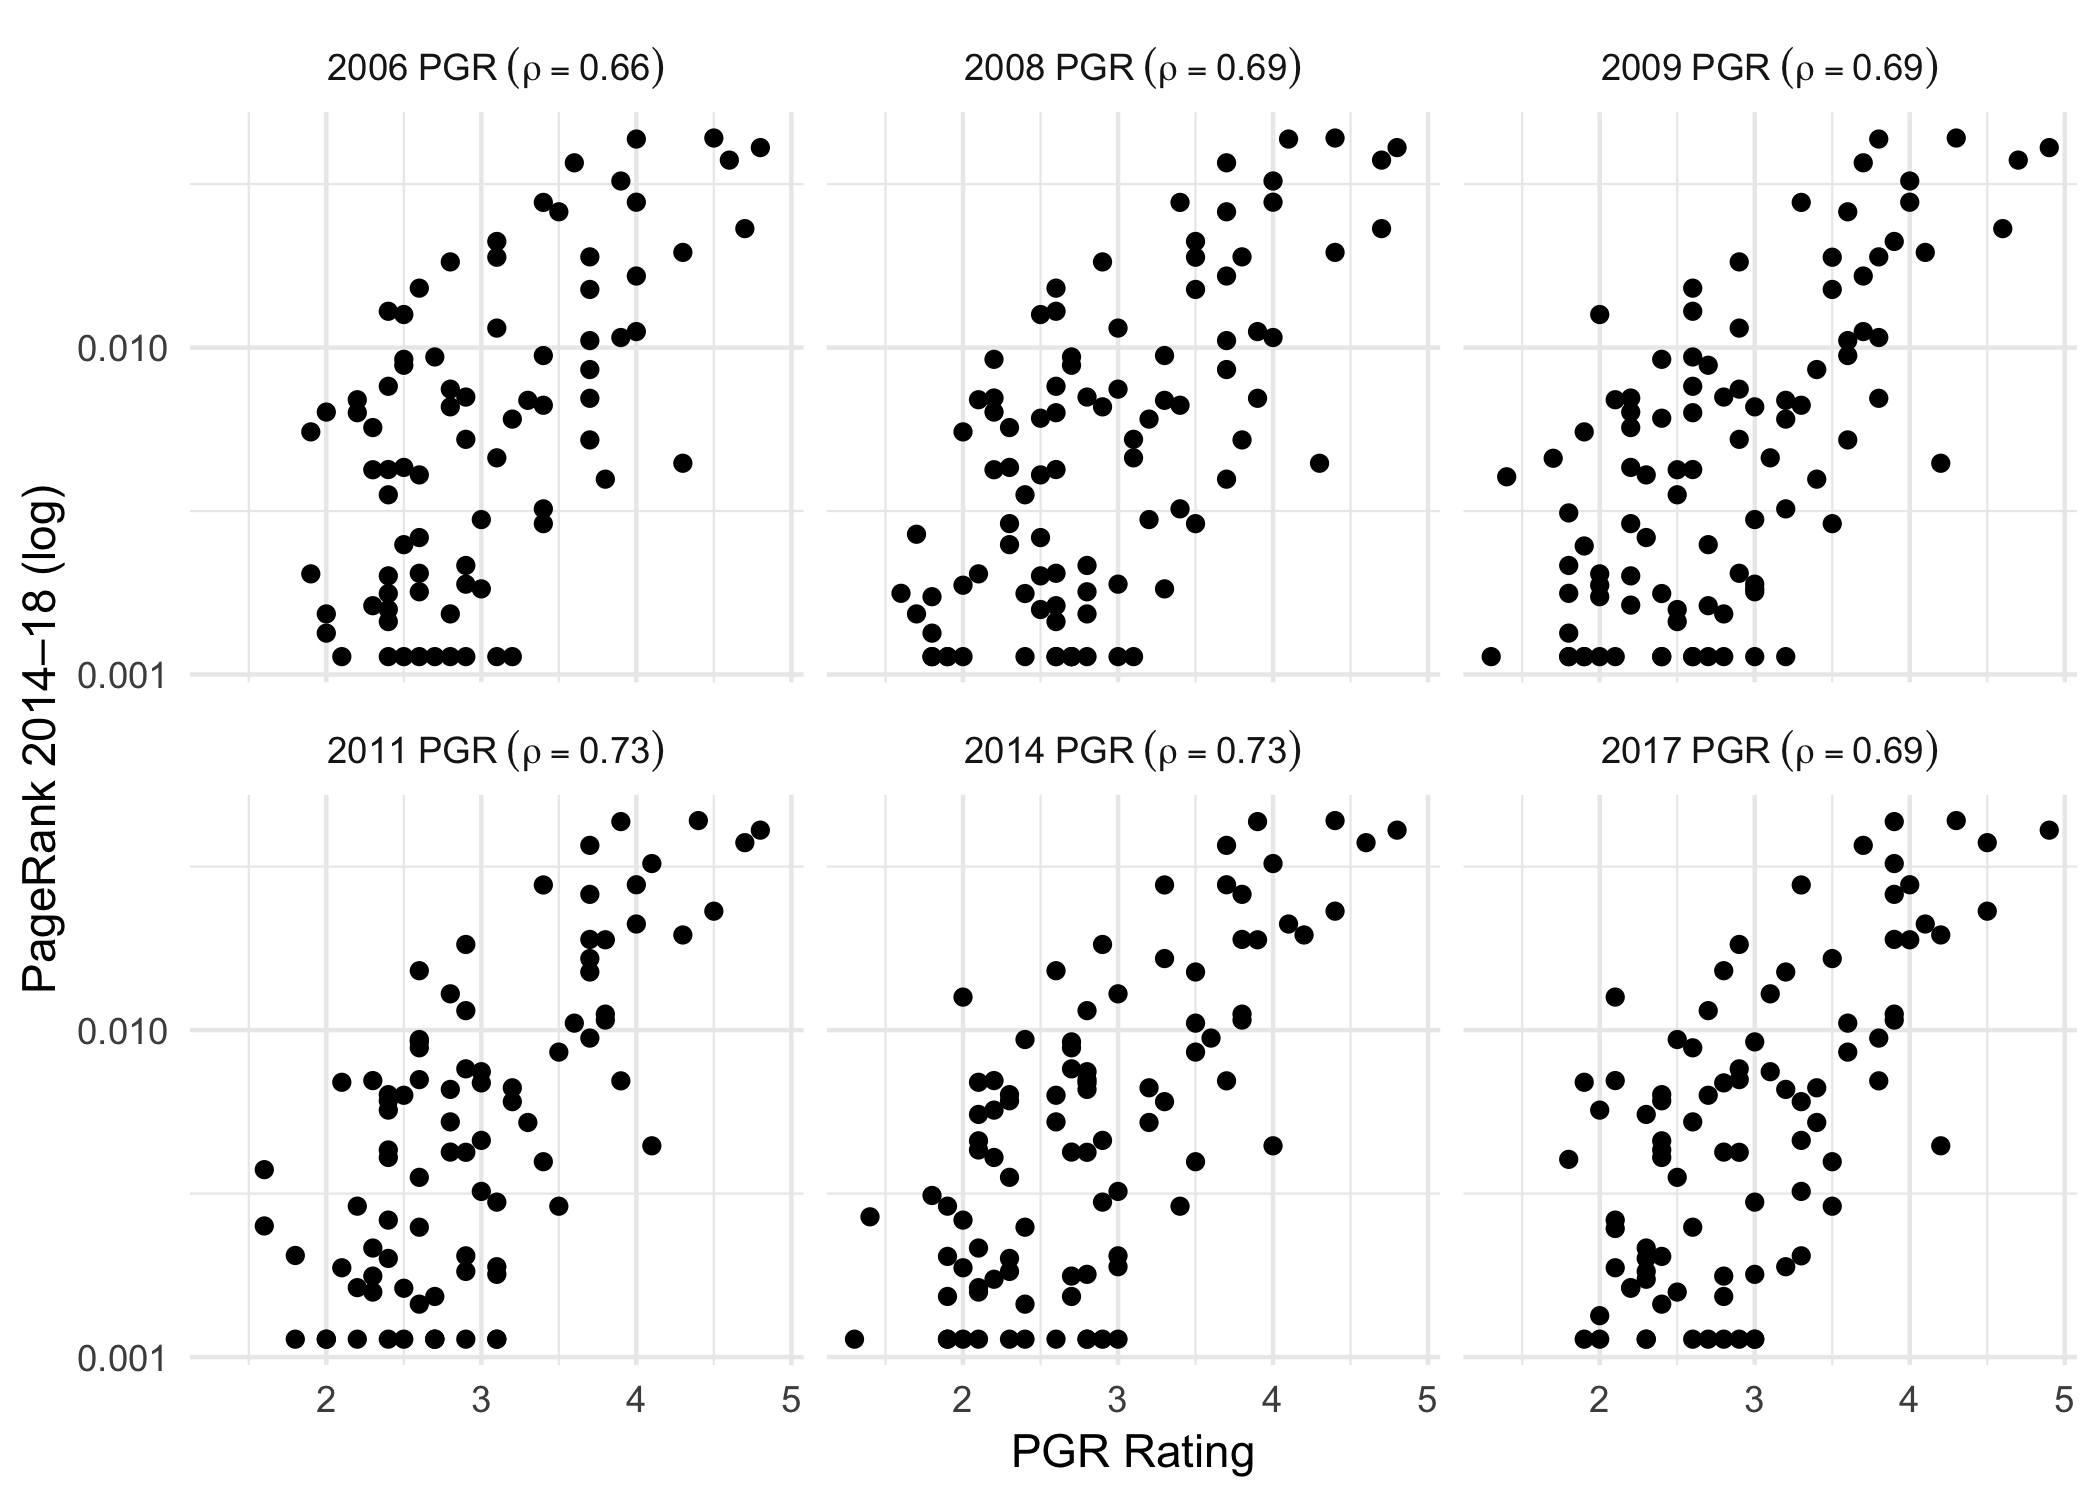 2006 PGR (ρ = 0.66)
2008 PGR (ρ = 0.69)
2009 PGR (ρ = 0.69)
0.010
0.001
2011 PGR (ρ = 0.73)
2014 PGR (ρ = 0.73)
2017 PGR (ρ = 0.69)
0.010
0.001
2 3 4 5
2 3 4 5
2 3 4 5
PGR Rating
PageRank 2014–18 (log)